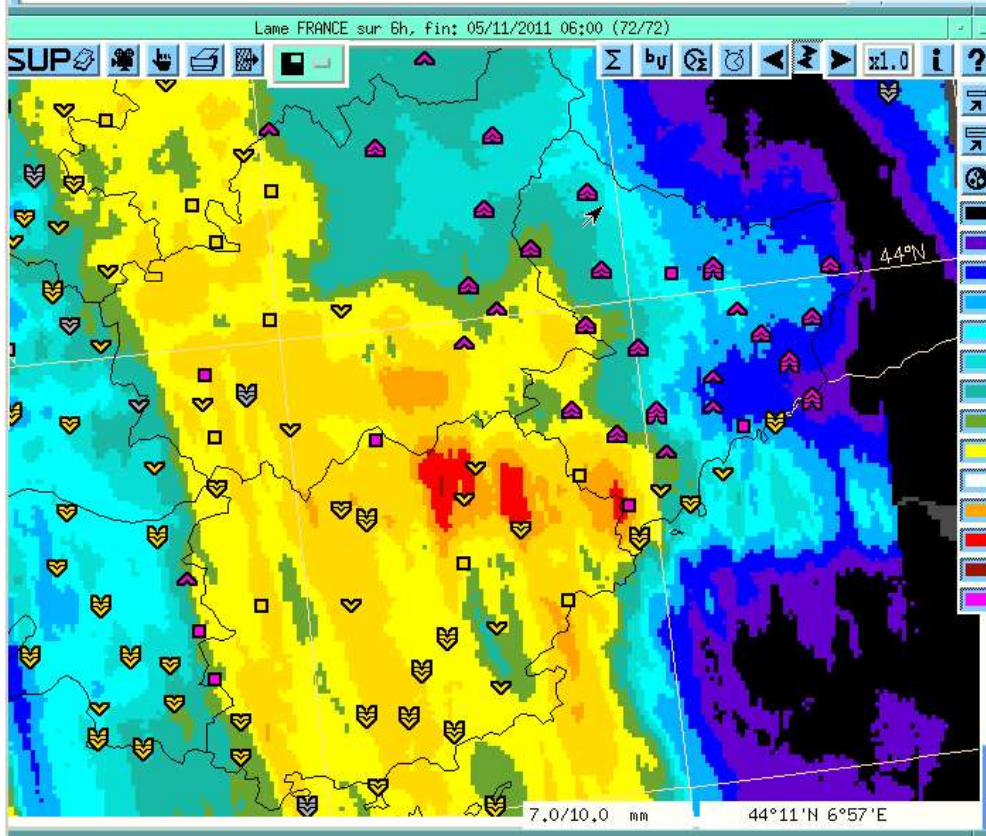 Lame FRANCE sur 6h, fin: 05/11/2011 06:00 (72/72)
SUP Σ bU Σ x1.0 i ?
44°N
7.0/10.0 mm 44°11'N 6°57'E